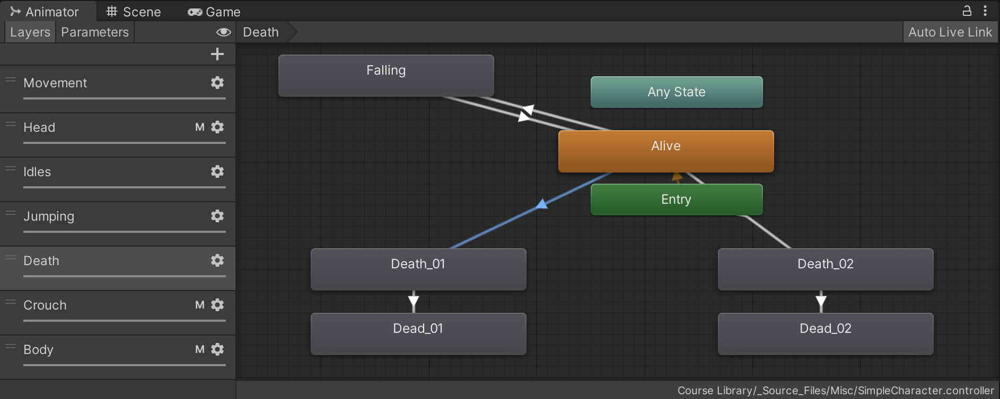 Animator Scene Game
Layers Parameters Death Auto Live Link
Movement
Head M
Idles
Jumping
Death
Crouch M
Body M
Falling
Any State
Alive
Entry
Death_01 Death_02
Dead_01 Dead_02
Course Library/_Source_Files/Misc/SimpleCharacter.controller